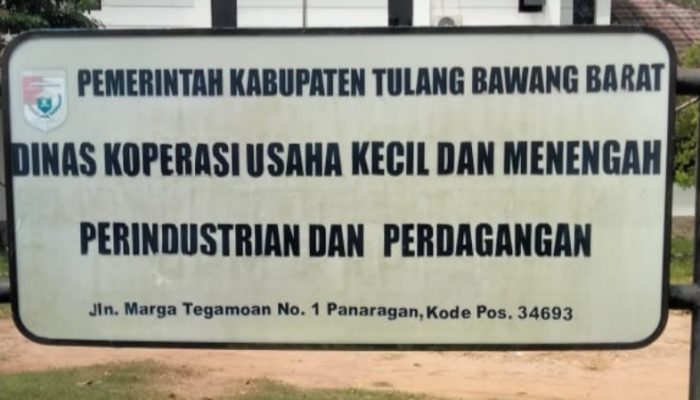 PEMERINTAH KABUPATEN TULANG BAWANG BARAT
DINAS KOPERASI USAHA KECIL DAN MENENGAH
PERINDUSTRIAN DAN PERDAGANGAN
Jln. Marga Tegamoan No. 1 Panaragan, Kode Pos. 34693